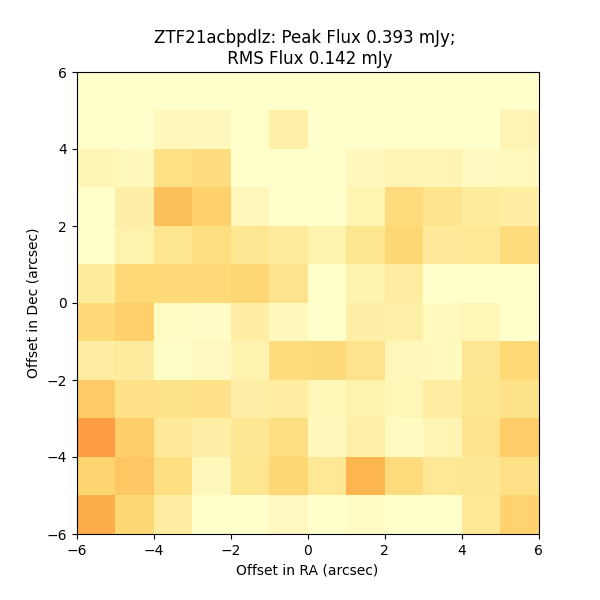 ZTF21acbpdlz: Peak Flux 0.393 mJy;
RMS Flux 0.142 mJy
6
4
2
0
−2
−4
−6
Offset in Dec (arcsec)
−6 −4 −2 0 2 4 6
Offset in RA (arcsec)